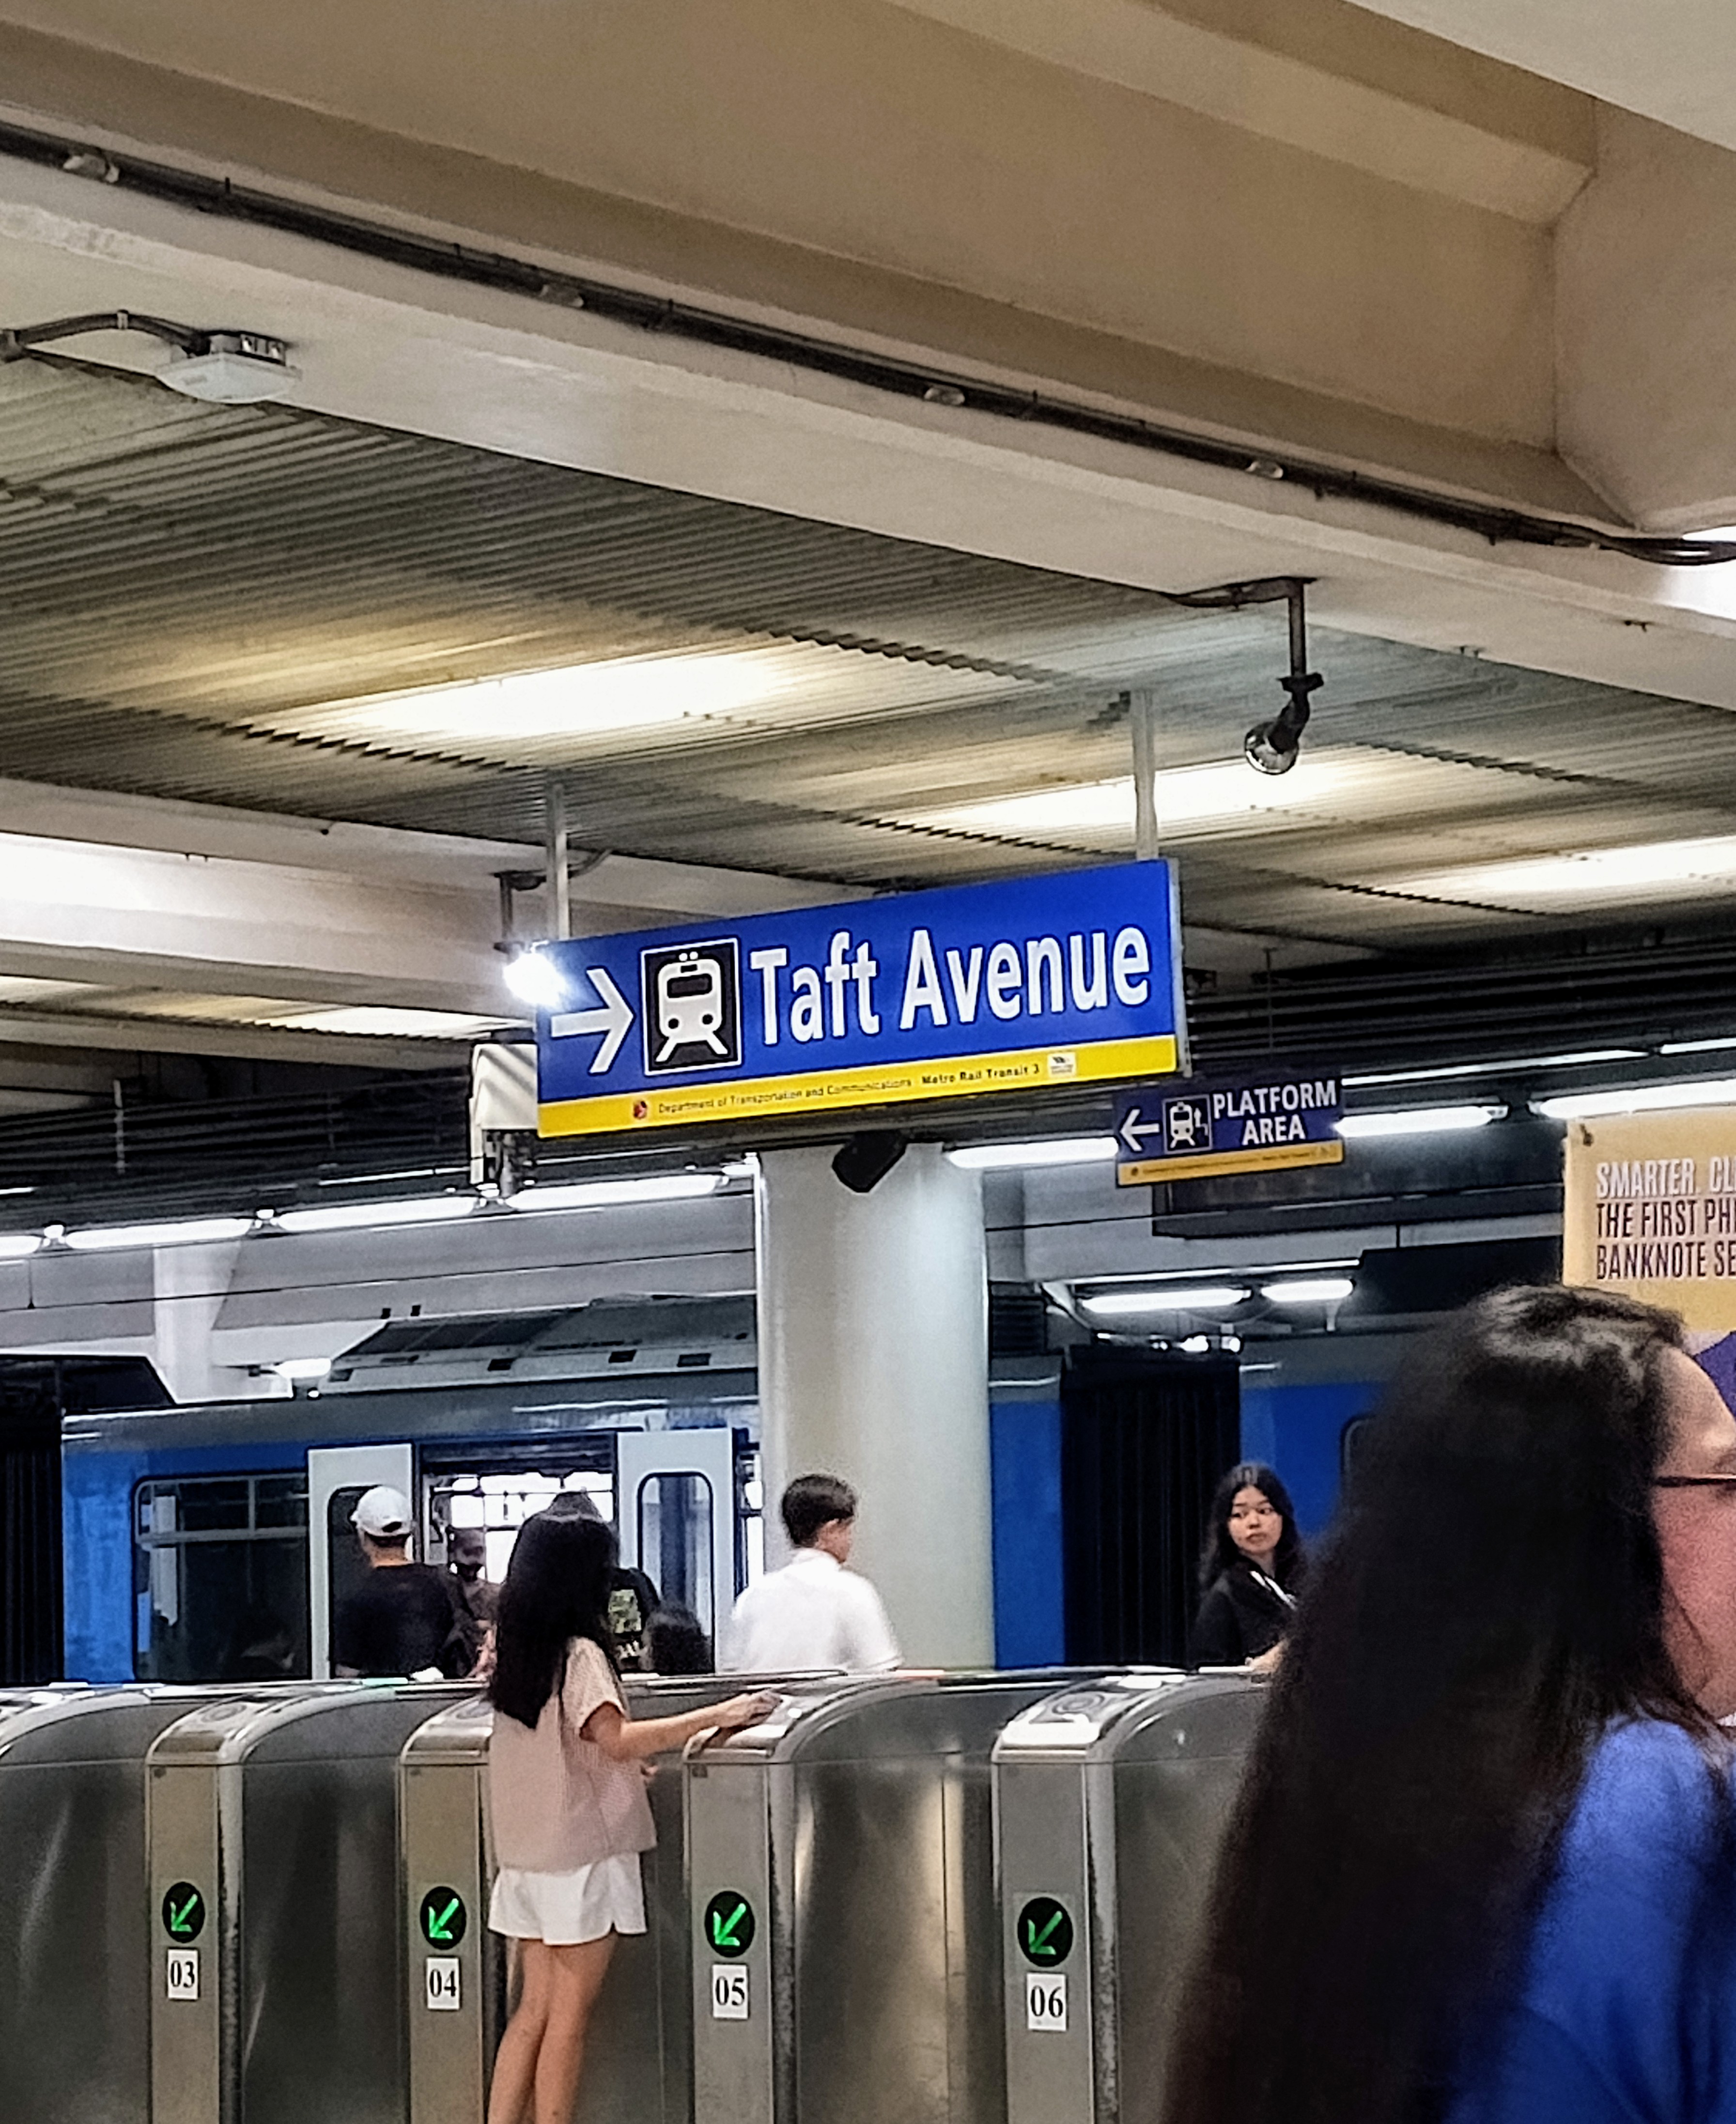 Taft Avenue
Department of Transportation and Communications Metro Rail Transit 3
PLATFORM
AREA
SMARTER. CL
THE FIRST PH
BANKNOTE SE
03
04
05
06